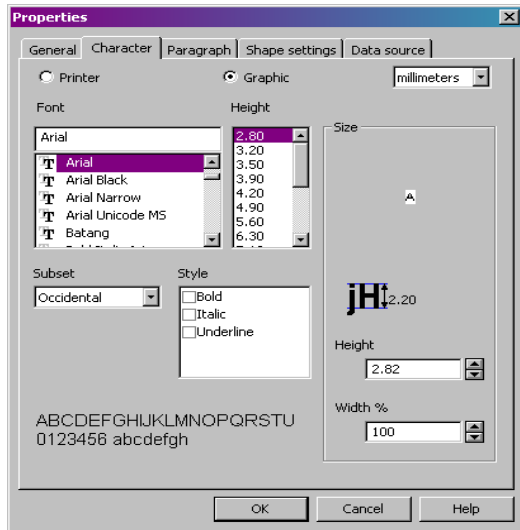 Properties
General Character Paragraph Shape settings Data source
Printer Graphic millimeters
Font Height
Arial
Arial
Arial Black
Arial Narrow
Arial Unicode MS
Batang
2.80
3.20
3.50
3.90
4.20
4.90
5.60
6.30
Size
A
jH 2.20
Height
2.82
Width %
100
Subset Style
Occidental
Bold
Italic
Underline
ABCDEFGHIJKLMNOPQRSTU
0123456 abcdefgh
OK Cancel Help